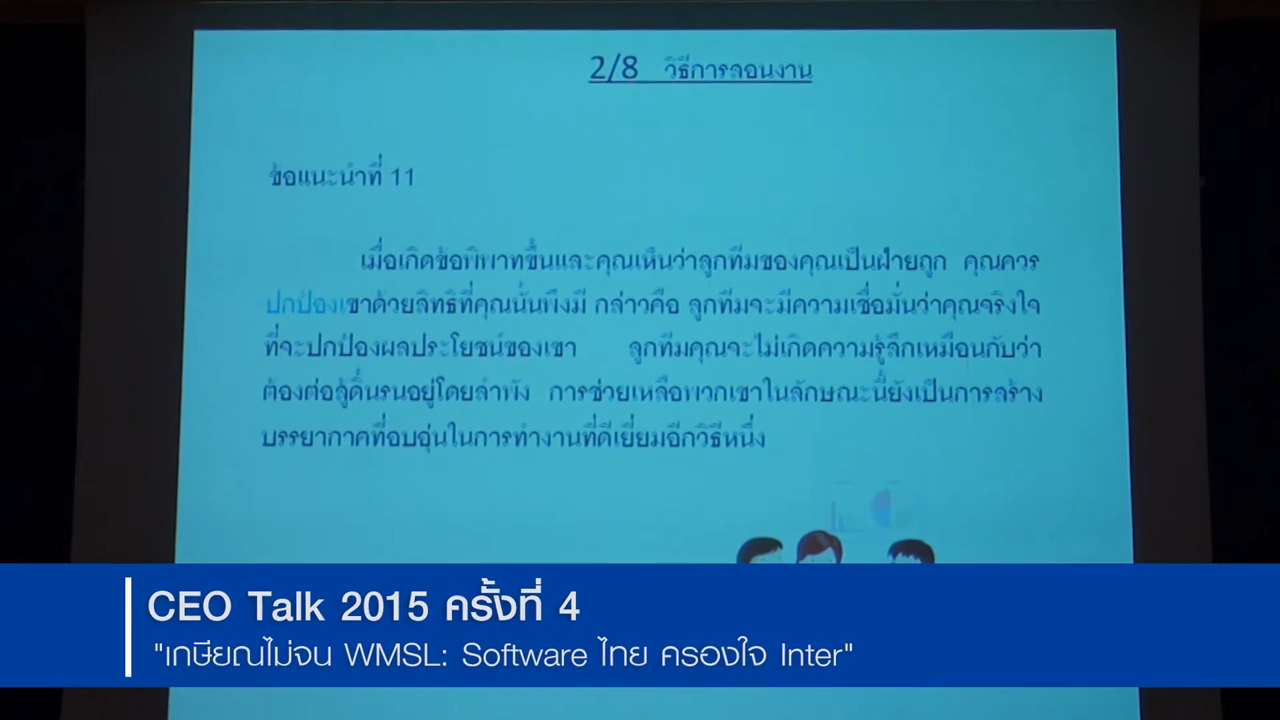 2/8 วิธีการสอนงาน
ข้อแนะนำที่ 11
เมื่อเกิดข้อพิพาทขึ้นและคุณเห็นว่าลูกทีมของคุณเป็นฝ่ายถูก คุณควร
ปกป้องเขาด้วยสิทธิที่คุณนั้นพึงมี กล่าวคือ ลูกทีมจะมีความเชื่อมั่นว่าคุณจริงใจ
ที่จะปกป้องผลประโยชน์ของเขา ลูกทีมคุณจะไม่เกิดความรู้สึกเหมือนกับว่า
ต้องต่อสู้ดิ้นรนอยู่โดยลำพัง การช่วยเหลือพวกเขาในลักษณะนี้ยังเป็นการสร้าง
บรรยากาศที่อบอุ่นในการทำงานที่ดีเยี่ยมอีกวิธีหนึ่ง
CEO Talk 2015 ครั้งที่ 4
"เกษียณไม่จน WMSL: Software ไทย ครองใจ Inter"